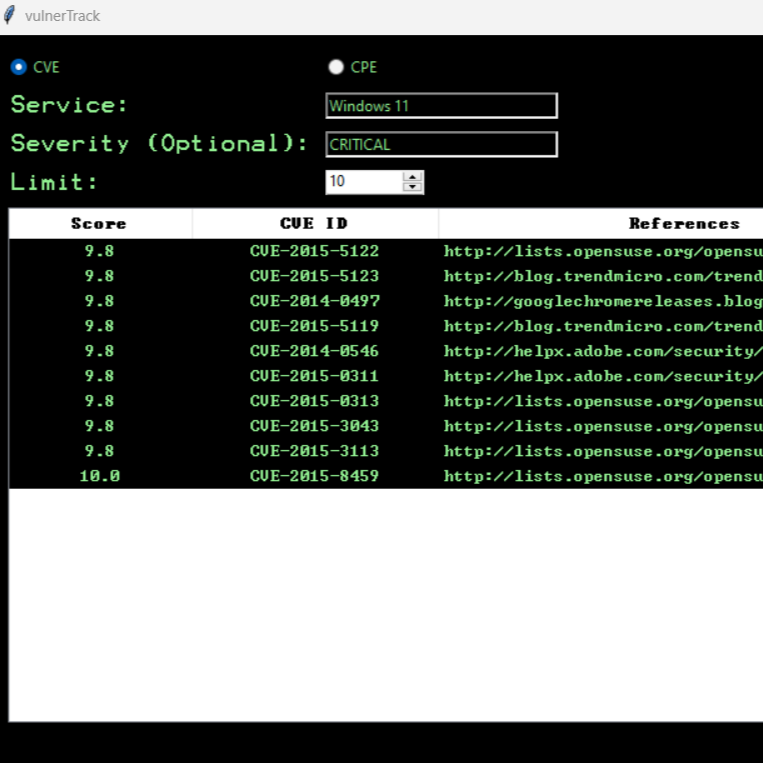 vulnerTrack
CVE CPE
Service: Windows 11
Severity (Optional): CRITICAL
Limit: 10
Score CVE ID References
9.8 CVE-2015-5122 http://lists.opensuse.org/opensu
9.8 CVE-2015-5123 http://blog.trendmicro.com/trend
9.8 CVE-2014-0497 http://googlechromereleases.blog
9.8 CVE-2015-5119 http://blog.trendmicro.com/trend
9.8 CVE-2014-0546 http://helpx.adobe.com/security/
9.8 CVE-2015-0311 http://helpx.adobe.com/security/
9.8 CVE-2015-0313 http://lists.opensuse.org/opensu
9.8 CVE-2015-3043 http://lists.opensuse.org/opensu
9.8 CVE-2015-3113 http://lists.opensuse.org/opensu
10.0 CVE-2015-8459 http://lists.opensuse.org/opensu